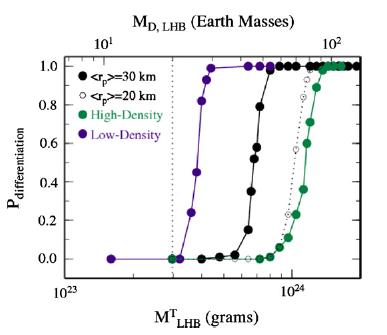 M_D, LHB (Earth Masses)
10¹ 10²
1.0
0.8
0.6
0.4
0.2
0.0
<r_p>=30 km
<r_p>=20 km
High-Density
Low-Density
P_differentiation
10²³ 10²⁴
M^T_LHB (grams)